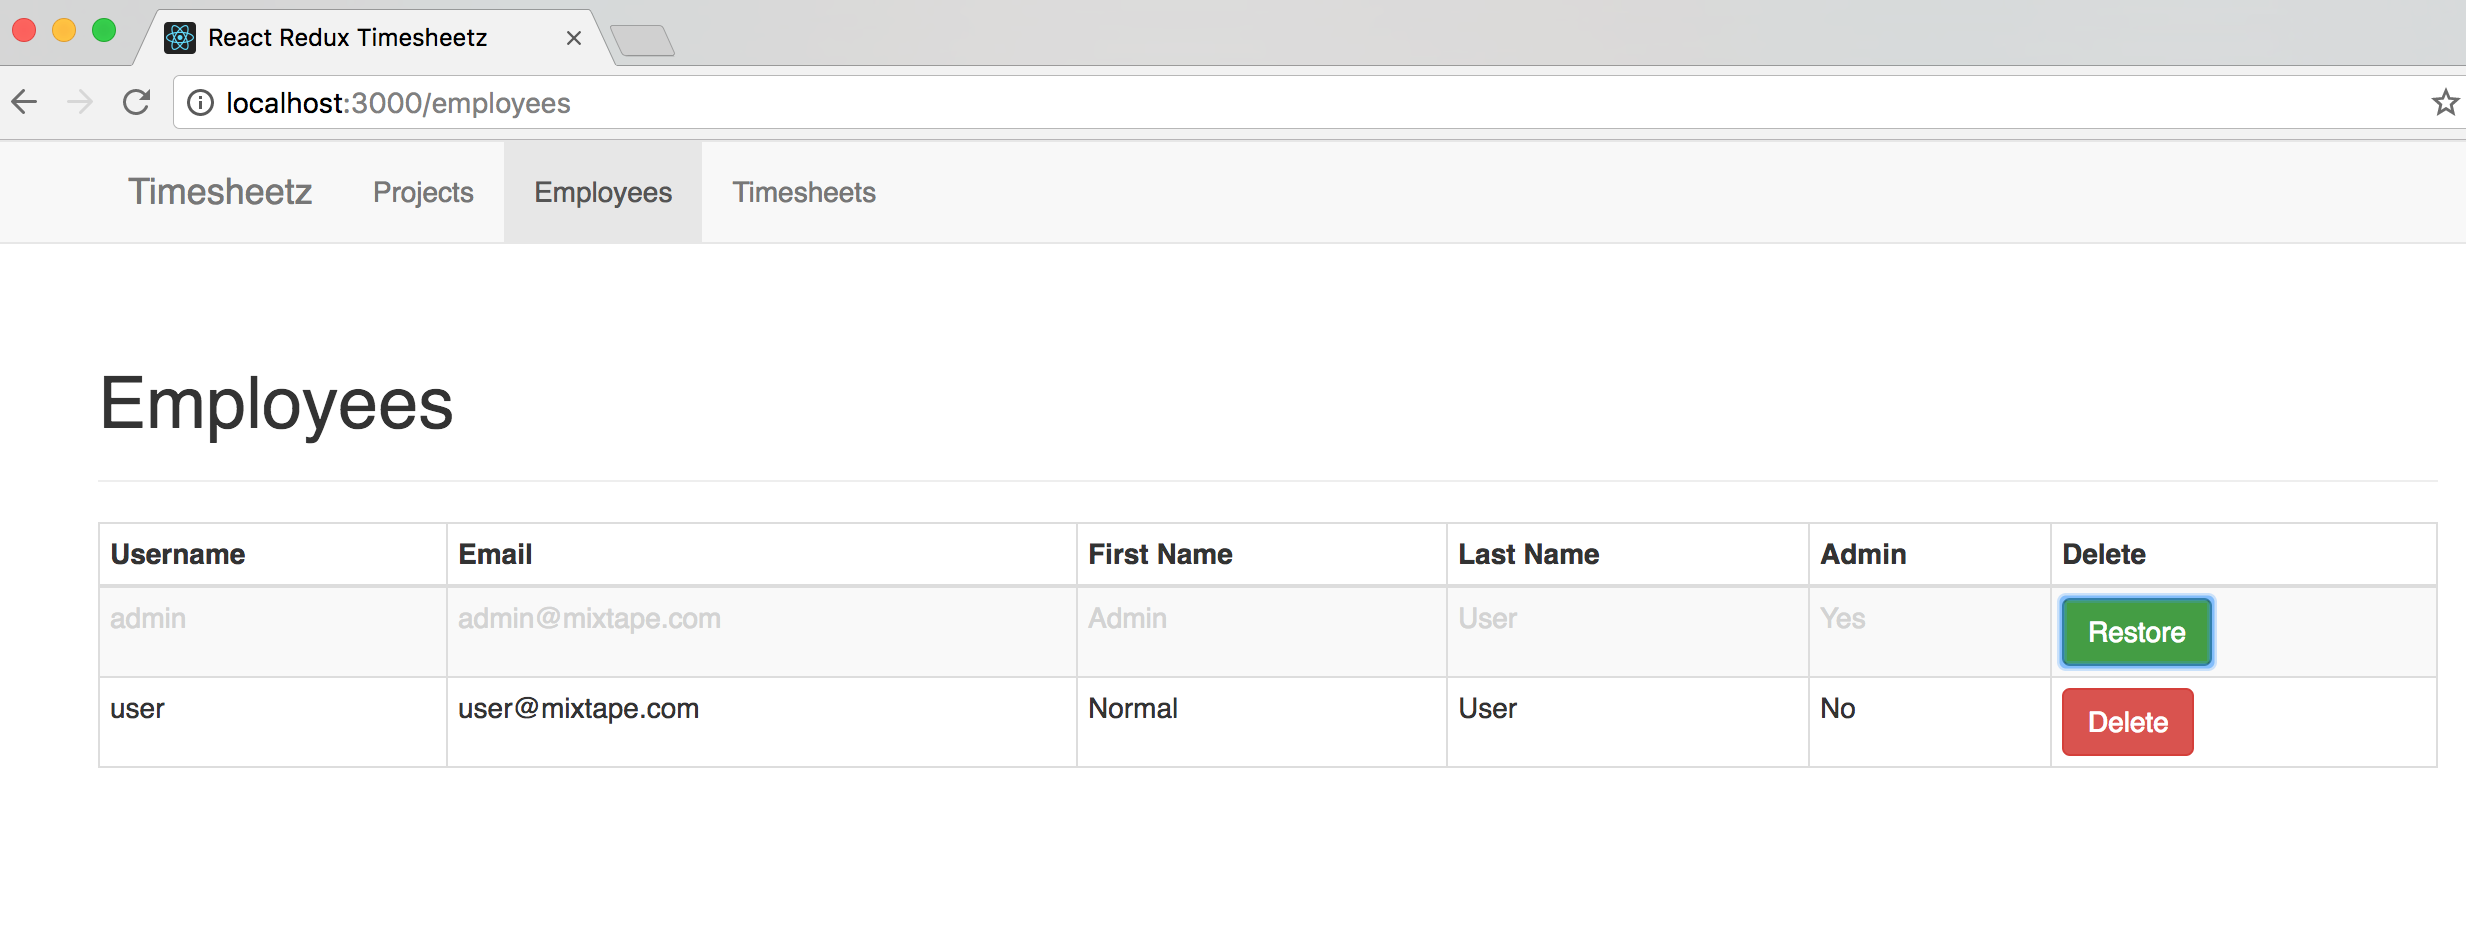 React Redux Timesheetz
localhost:3000/employees
Timesheetz Projects Employees Timesheets
Employees
Username Email First Name Last Name Admin Delete
admin admin@mixtape.com Admin User Yes Restore
user user@mixtape.com Normal User No Delete